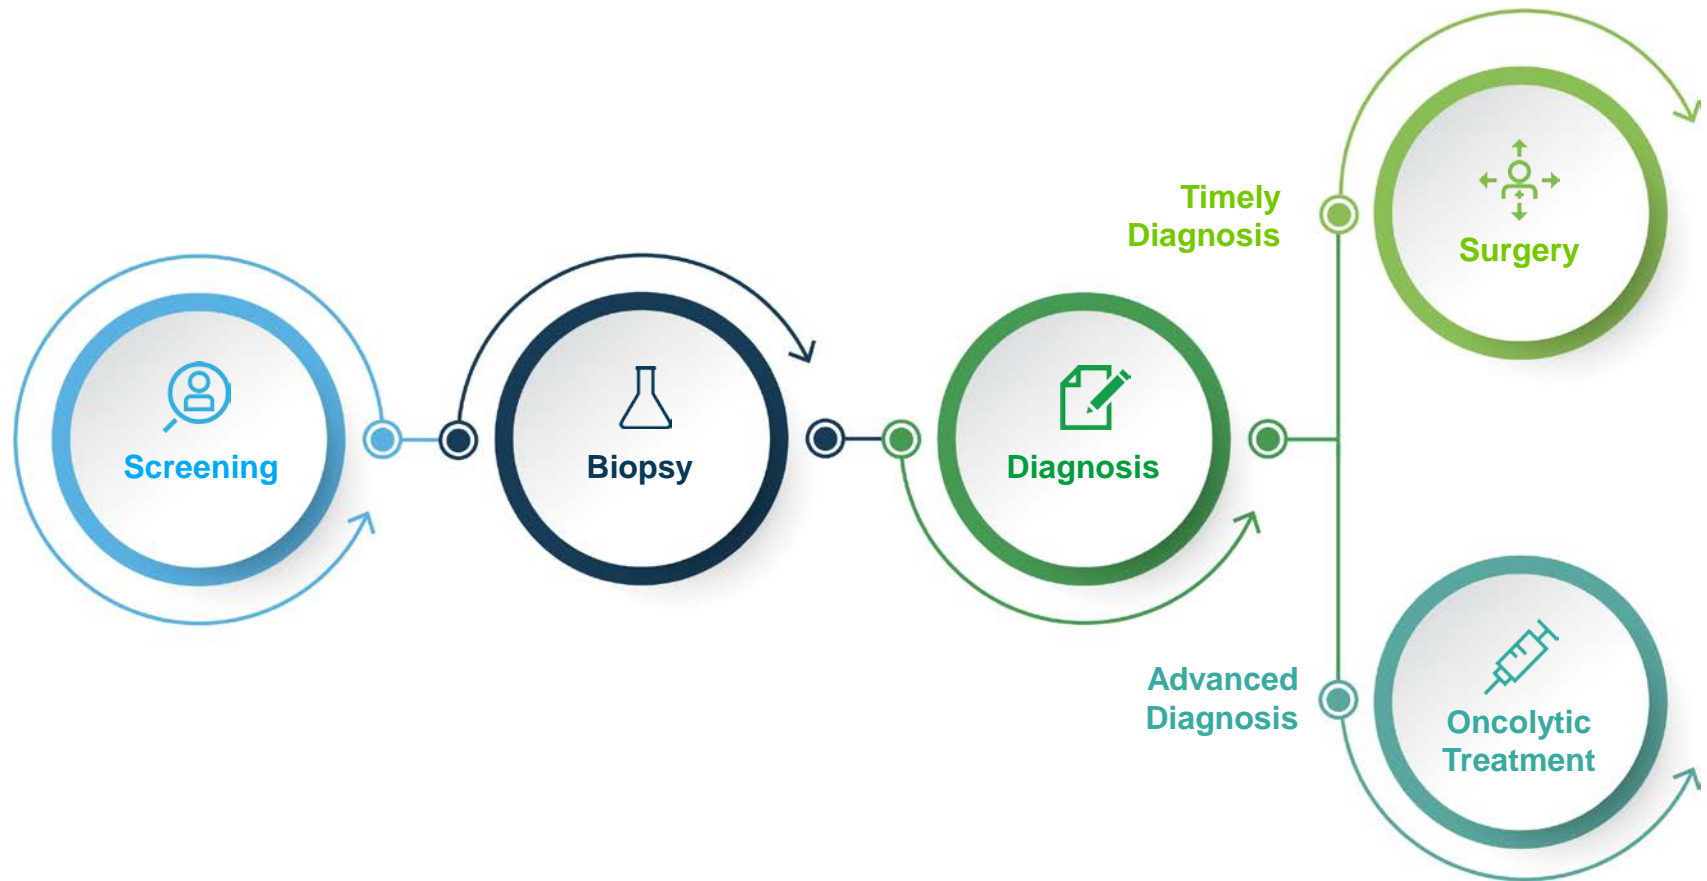 Screening
Biopsy
Diagnosis
Timely
Diagnosis
Surgery
Advanced
Diagnosis
Oncolytic
Treatment